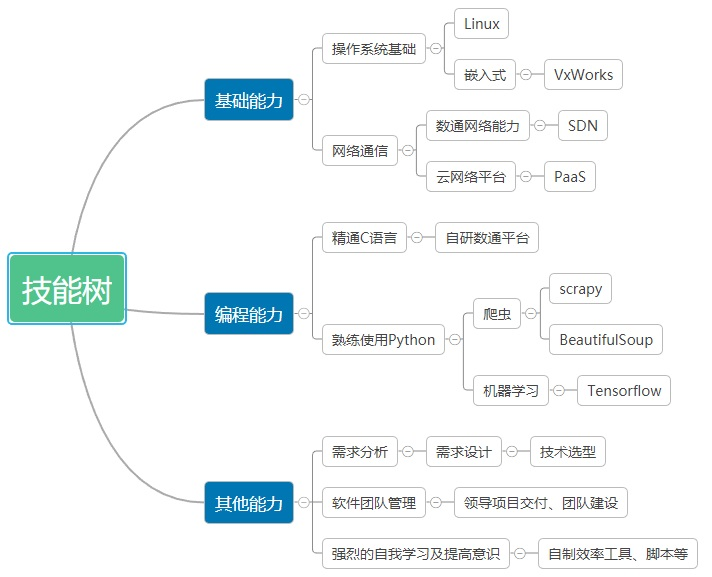 技能树
基础能力
操作系统基础
Linux
嵌入式
VxWorks
网络通信
数通网络能力
SDN
云网络平台
PaaS
编程能力
精通C语言
自研数通平台
熟练使用Python
爬虫
scrapy
BeautifulSoup
机器学习
Tensorflow
其他能力
需求分析
需求设计
技术选型
软件团队管理
领导项目交付、团队建设
强烈的自我学习及提高意识
自制效率工具、脚本等